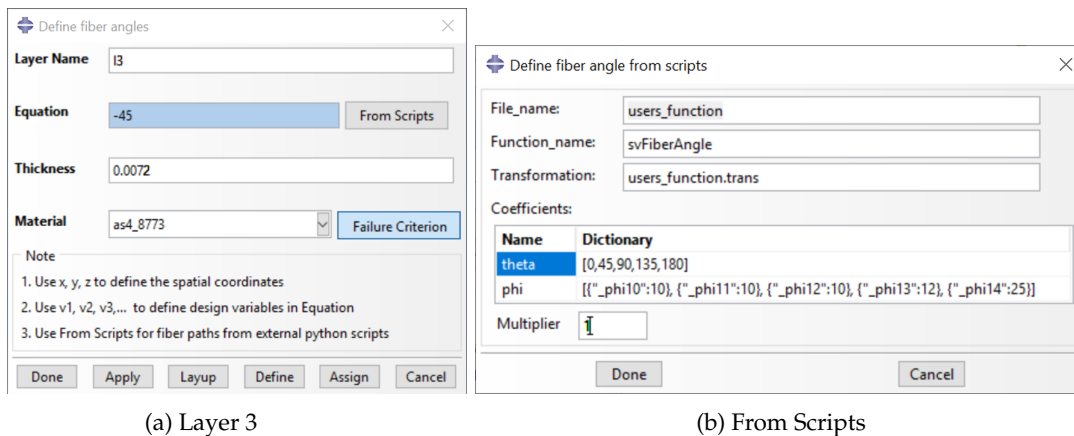 Define fiber angles
Layer Name l3
Equation -45 From Scripts
Thickness 0.0072
Material as4_8773 Failure Criterion
Note
1. Use x, y, z to define the spatial coordinates
2. Use v1, v2, v3,... to define design variables in Equation
3. Use From Scripts for fiber paths from external python scripts
Done Apply Layup Define Assign Cancel
(a) Layer 3
Define fiber angle from scripts
File_name: users_function
Function_name: svFiberAngle
Transformation: users_function.trans
Coefficients:
Name Dictionary
theta [0,45,90,135,180]
phi [{"_phi10":10}, {"_phi11":10}, {"_phi12":10}, {"_phi13":12}, {"_phi14":25}]
Multiplier 1
Done Cancel
(b) From Scripts